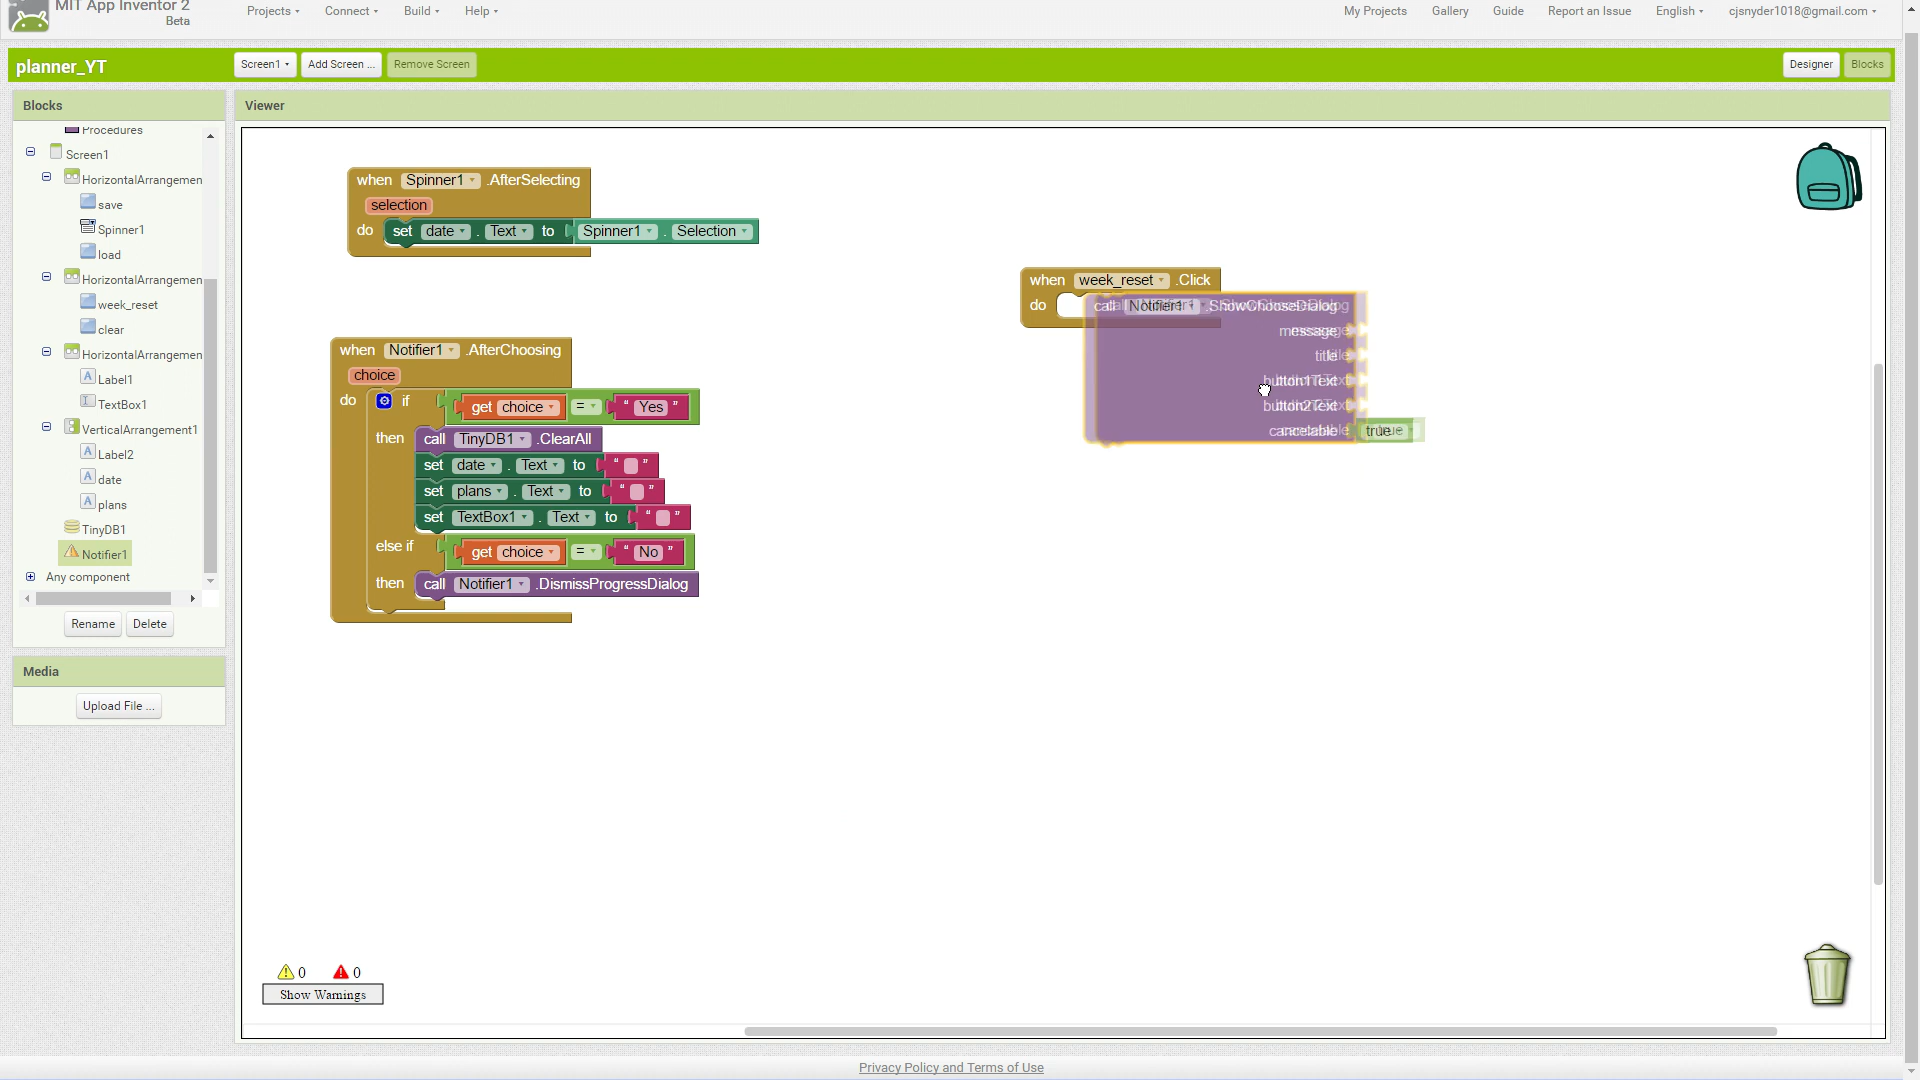 MIT App Inventor 2
Beta
Projects Connect Build Help
My Projects Gallery Guide Report an Issue English cjsnyder1018@gmail.com
planner_YT
Screen1 Add Screen ... Remove Screen
Designer Blocks
Blocks
Procedures
Screen1
HorizontalArrangemen
save
Spinner1
load
HorizontalArrangemen
week_reset
clear
HorizontalArrangemen
Label1
TextBox1
VerticalArrangement1
Label2
date
plans
TinyDB1
Notifier1
Any component
Rename Delete
Media
Upload File ...
Viewer
when Spinner1 .AfterSelecting
selection
do set date . Text to Spinner1 . Selection
when Notifier1 .AfterChoosing
choice
do if get choice = “ Yes ”
then call TinyDB1 .ClearAll
set date . Text to “ ”
set plans . Text to “ ”
set TextBox1 . Text to “ ”
else if get choice = “ No ”
then call Notifier1 .DismissProgressDialog
when week_reset .Click
do call Notifier1 .ShowChooseDialog
message
title
button1Text
button2Text
cancelable true
0 0
Show Warnings
Privacy Policy and Terms of Use